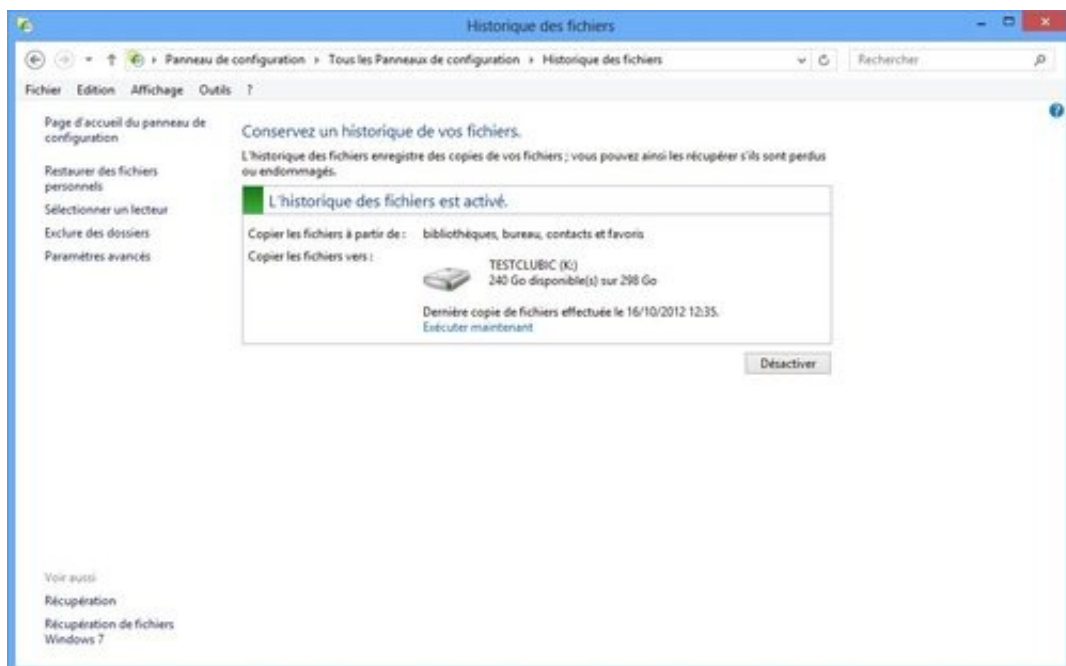 Historique des fichiers
Panneau de configuration
Tous les Panneaux de configuration
Historique des fichiers
Rechercher
Fichier Edition Affichage Outils ?
Page d'accueil du panneau de
configuration
Restaurer des fichiers
personnels
Sélectionner un lecteur
Exclure des dossiers
Paramètres avancés
Conservez un historique de vos fichiers.
L'historique des fichiers enregistre des copies de vos fichiers ; vous pouvez ainsi les récupérer s'ils sont perdus
ou endommagés.
L'historique des fichiers est activé.
Copier les fichiers à partir de : bibliothèques, bureau, contacts et favoris
Copier les fichiers vers :
TESTCLUBIC (K:)
240 Go disponible(s) sur 298 Go
Dernière copie de fichiers effectuée le 16/10/2012 12:35.
Exécuter maintenant
Désactiver
Voir aussi
Récupération
Récupération de fichiers
Windows 7